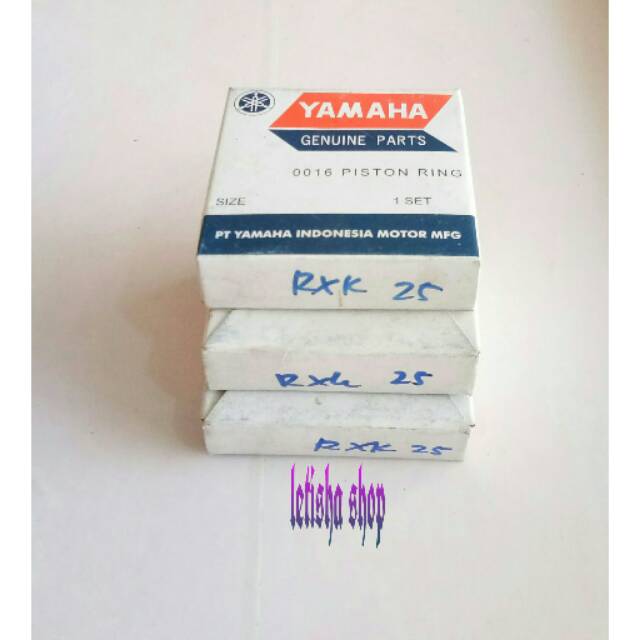 YAMAHA
GENUINE PARTS
0016 PISTON RING
SIZE 1 SET
PT YAMAHA INDONESIA MOTOR MFG
RXK 25
RXK 25
RXK 25
letisha shop